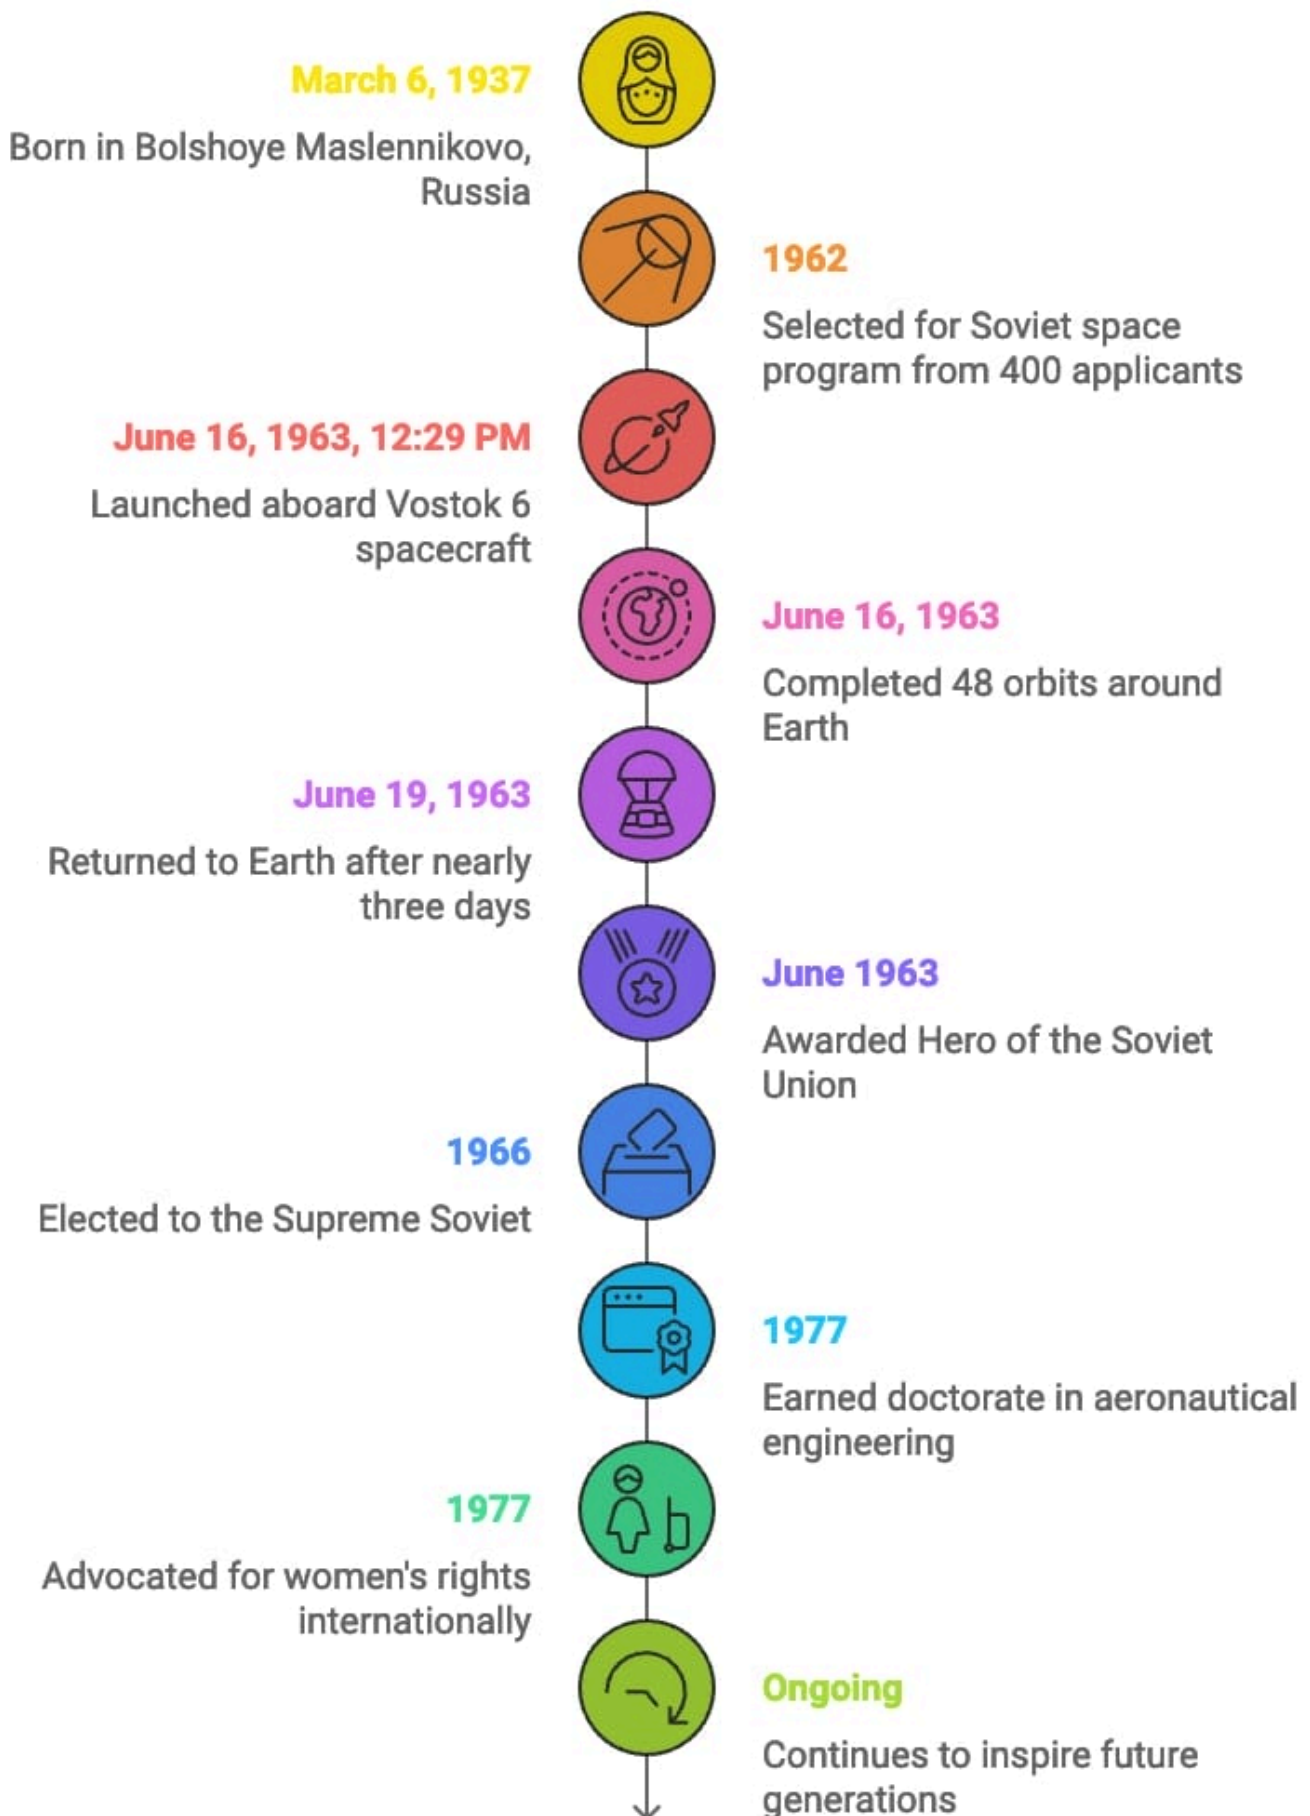 March 6, 1937
Born in Bolshoye Maslennikovo,
Russia
1962
Selected for Soviet space
program from 400 applicants
June 16, 1963, 12:29 PM
Launched aboard Vostok 6
spacecraft
June 16, 1963
Completed 48 orbits around
Earth
June 19, 1963
Returned to Earth after nearly
three days
June 1963
Awarded Hero of the Soviet
Union
1966
Elected to the Supreme Soviet
1977
Earned doctorate in aeronautical
engineering
1977
Advocated for women's rights
internationally
Ongoing
Continues to inspire future
generations